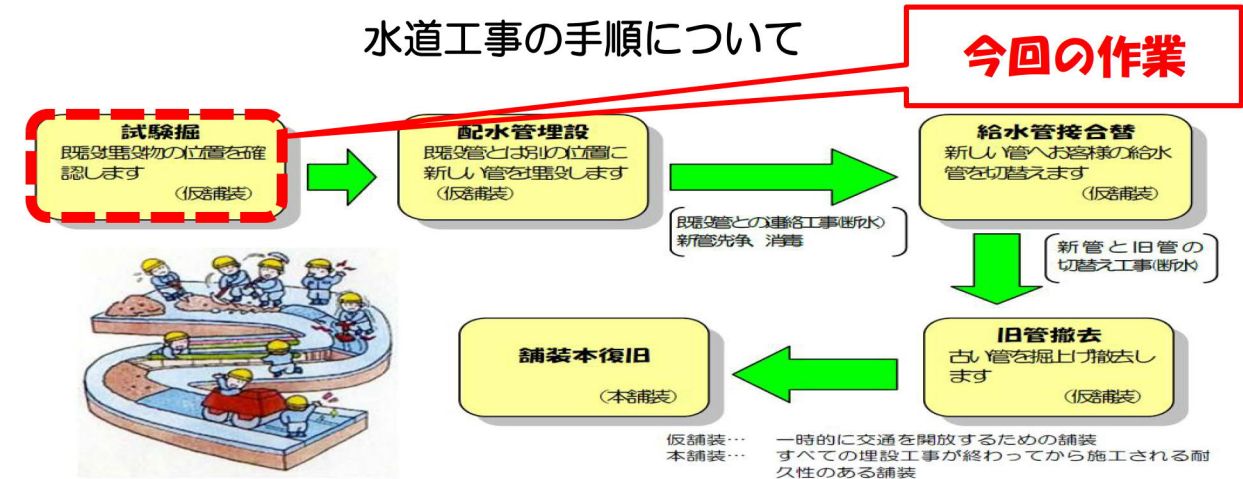 水道工事の手順について
今回の作業
試験掘
既設埋設物の位置を確
認します
(仮舗装)
配水管埋設
既設管とは別の位置に
新しい管を埋設します
(仮舗装)
既設管との連絡工事(断水)
新管洗浄、消毒
給水管接合替
新しい管へお客様の給水
管を切替えます
(仮舗装)
新管と旧管の
切替え工事(断水)
旧管撤去
古い管を掘上げ撤去し
ます
(仮舗装)
舗装本復旧
(本舗装)
仮舗装… 一時的に交通を開放するための舗装
本舗装… すべての埋設工事が終わってから施工される耐
久性のある舗装